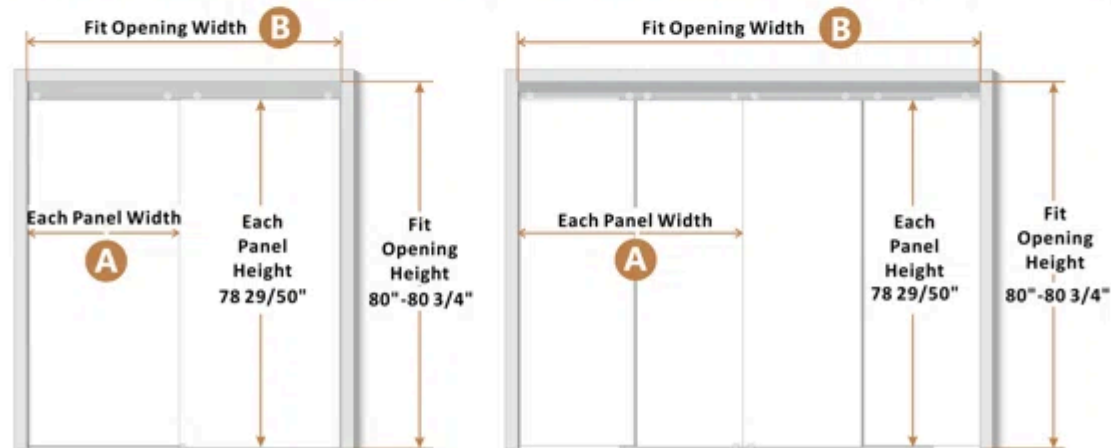 Fit Opening Width B
Each Panel Width
A
Each
Panel
Height
78 29/50"
Fit
Opening
Height
80"-80 3/4"
Fit Opening Width B
Each Panel Width
A
Each
Panel
Height
78 29/50"
Fit
Opening
Height
80"-80 3/4"